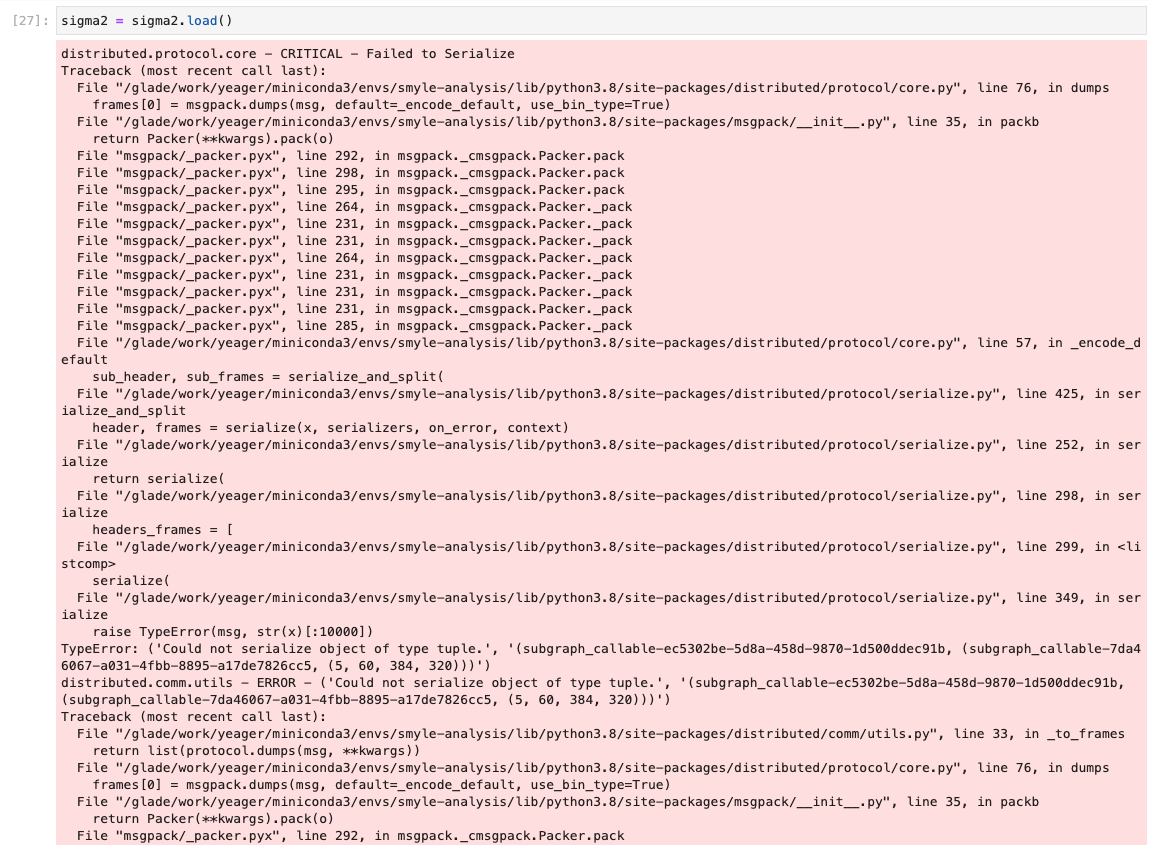 [27]: sigma2 = sigma2.load()
distributed.protocol.core - CRITICAL - Failed to Serialize
Traceback (most recent call last):
  File "/glade/work/yeager/miniconda3/envs/smyle-analysis/lib/python3.8/site-packages/distributed/protocol/core.py", line 76, in dumps
    frames[0] = msgpack.dumps(msg, default=_encode_default, use_bin_type=True)
  File "/glade/work/yeager/miniconda3/envs/smyle-analysis/lib/python3.8/site-packages/msgpack/__init__.py", line 35, in packb
    return Packer(**kwargs).pack(o)
  File "msgpack/_packer.pyx", line 292, in msgpack._cmsgpack.Packer.pack
  File "msgpack/_packer.pyx", line 298, in msgpack._cmsgpack.Packer.pack
  File "msgpack/_packer.pyx", line 295, in msgpack._cmsgpack.Packer.pack
  File "msgpack/_packer.pyx", line 264, in msgpack._cmsgpack.Packer._pack
  File "msgpack/_packer.pyx", line 231, in msgpack._cmsgpack.Packer._pack
  File "msgpack/_packer.pyx", line 231, in msgpack._cmsgpack.Packer._pack
  File "msgpack/_packer.pyx", line 264, in msgpack._cmsgpack.Packer._pack
  File "msgpack/_packer.pyx", line 231, in msgpack._cmsgpack.Packer._pack
  File "msgpack/_packer.pyx", line 231, in msgpack._cmsgpack.Packer._pack
  File "msgpack/_packer.pyx", line 231, in msgpack._cmsgpack.Packer._pack
  File "msgpack/_packer.pyx", line 285, in msgpack._cmsgpack.Packer._pack
  File "/glade/work/yeager/miniconda3/envs/smyle-analysis/lib/python3.8/site-packages/distributed/protocol/core.py", line 57, in _encode_d
efault
    sub_header, sub_frames = serialize_and_split(
  File "/glade/work/yeager/miniconda3/envs/smyle-analysis/lib/python3.8/site-packages/distributed/protocol/serialize.py", line 425, in ser
ialize_and_split
    header, frames = serialize(x, serializers, on_error, context)
  File "/glade/work/yeager/miniconda3/envs/smyle-analysis/lib/python3.8/site-packages/distributed/protocol/serialize.py", line 252, in ser
ialize
    return serialize(
  File "/glade/work/yeager/miniconda3/envs/smyle-analysis/lib/python3.8/site-packages/distributed/protocol/serialize.py", line 298, in ser
ialize
    headers_frames = [
  File "/glade/work/yeager/miniconda3/envs/smyle-analysis/lib/python3.8/site-packages/distributed/protocol/serialize.py", line 299, in <li
stcomp>
    serialize(
  File "/glade/work/yeager/miniconda3/envs/smyle-analysis/lib/python3.8/site-packages/distributed/protocol/serialize.py", line 349, in ser
ialize
    raise TypeError(msg, str(x)[:10000])
TypeError: ('Could not serialize object of type tuple.', '(subgraph_callable-ec5302be-5d8a-458d-9870-1d500ddec91b, (subgraph_callable-7da4
6067-a031-4fbb-8895-a17de7826cc5, (5, 60, 384, 320)))')
distributed.comm.utils - ERROR - ('Could not serialize object of type tuple.', '(subgraph_callable-ec5302be-5d8a-458d-9870-1d500ddec91b,
(subgraph_callable-7da46067-a031-4fbb-8895-a17de7826cc5, (5, 60, 384, 320)))')
Traceback (most recent call last):
  File "/glade/work/yeager/miniconda3/envs/smyle-analysis/lib/python3.8/site-packages/distributed/comm/utils.py", line 33, in _to_frames
    return list(protocol.dumps(msg, **kwargs))
  File "/glade/work/yeager/miniconda3/envs/smyle-analysis/lib/python3.8/site-packages/distributed/protocol/core.py", line 76, in dumps
    frames[0] = msgpack.dumps(msg, default=_encode_default, use_bin_type=True)
  File "/glade/work/yeager/miniconda3/envs/smyle-analysis/lib/python3.8/site-packages/msgpack/__init__.py", line 35, in packb
    return Packer(**kwargs).pack(o)
  File "msgpack/_packer.pyx", line 292, in msgpack._cmsgpack.Packer.pack